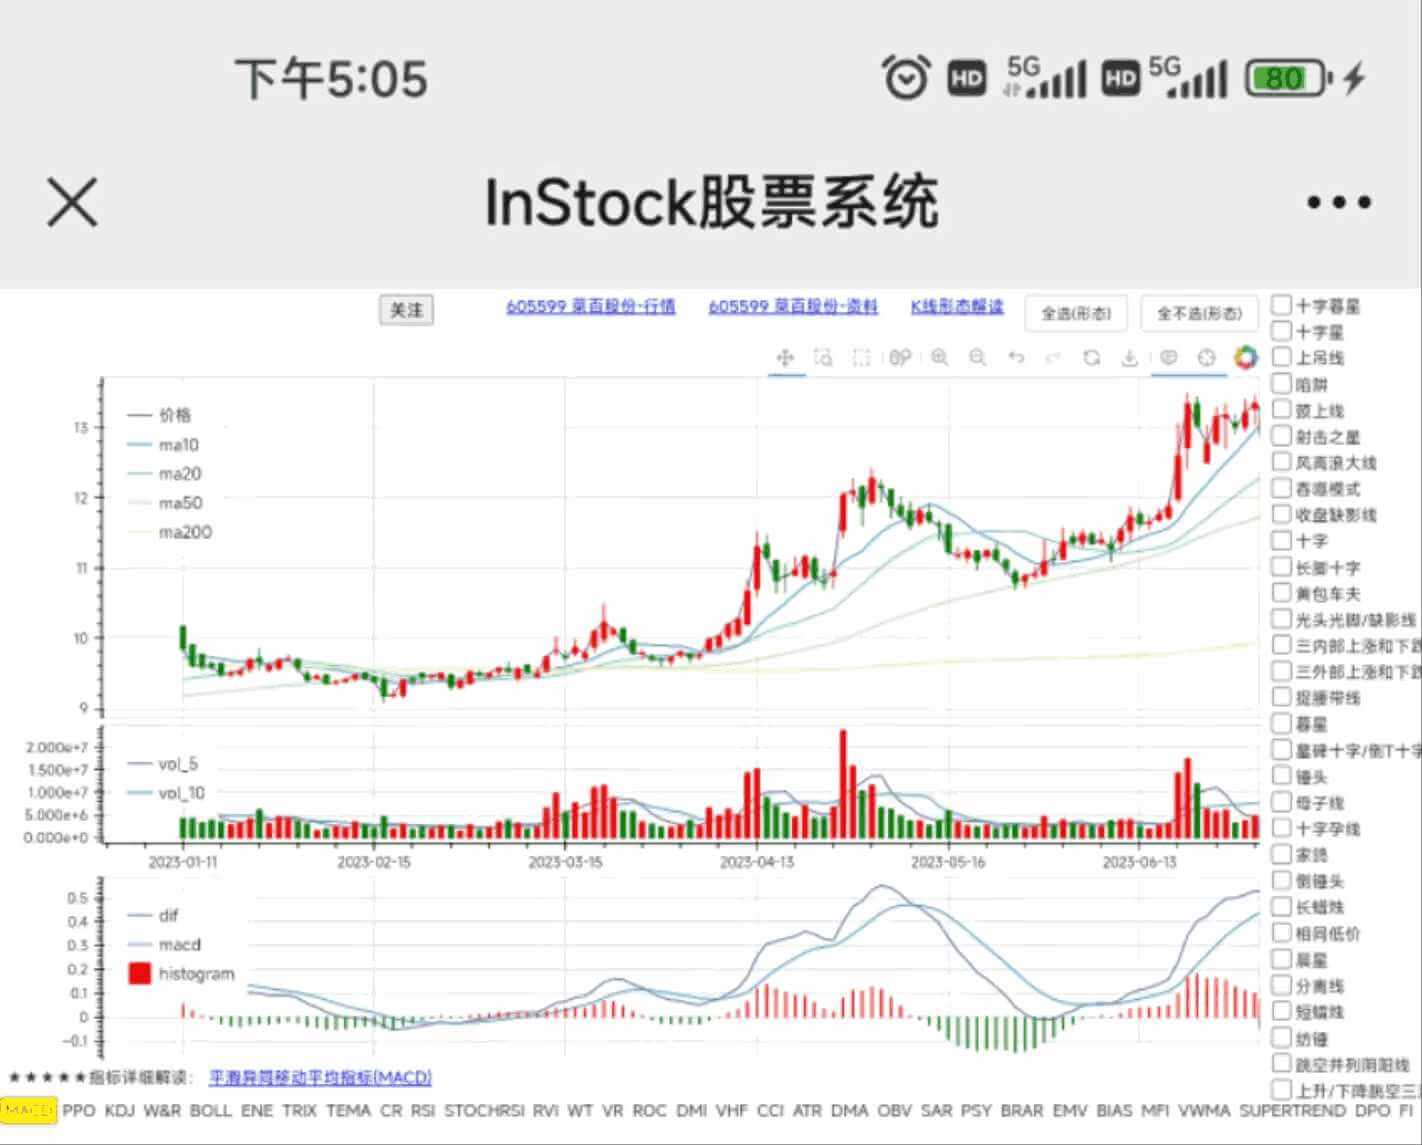 下午5:05 HD 5G HD 5G 80
InStock股票系统
关注 605599 菜百股份-行情 605599 菜百股份-资料 K线形态解读 全选(形态) 全不选(形态)
价格
ma10
ma20
ma50
ma200
13
12
11
10
9
vol_5
vol_10
2.000e+7
1.500e+7
1.000e+7
5.000e+6
0.000e+0
2023-01-11 2023-02-15 2023-03-15 2023-04-13 2023-05-16 2023-06-13
dif
macd
histogram
0.5
0.4
0.3
0.2
0.1
0
-0.1
十字暮星
十字星
上吊线
陷阱
颈上线
射击之星
风高浪大线
吞噬模式
收盘缺影线
十字
长脚十字
黄包车夫
光头光脚/缺影线
三内部上涨和下跌
三外部上涨和下跌
捉腰带线
暮星
墓碑十字/倒T十字
锤头
母子线
十字孕线
家鸽
倒锤头
长蜡烛
相同低价
晨星
分离线
短蜡烛
纺锤
跳空并列阴阳线
上升/下降跳空三
★★★★★指标详细解读： 平滑异同移动平均指标(MACD)
MACD PPO KDJ W&R BOLL ENE TRIX TEMA CR RSI STOCHRSI RVI WT VR ROC DMI VHF CCI ATR DMA OBV SAR PSY BRAR EMV BIAS MFI VWMA SUPERTREND DPO FI